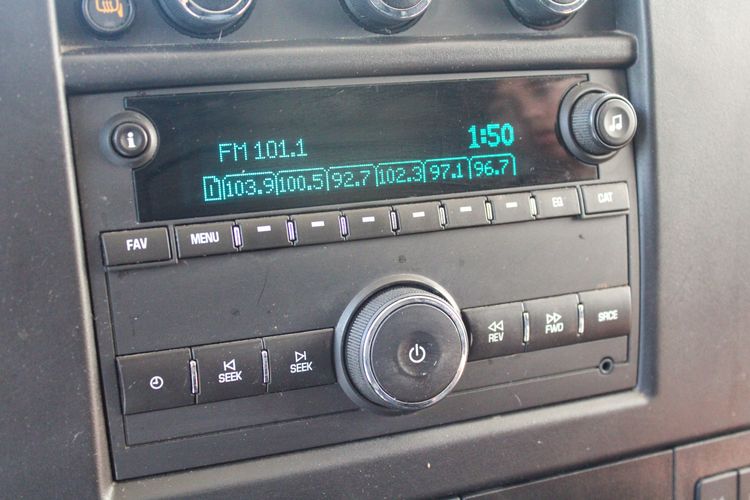 FM 101.1 1:50
1 103.9 100.5 92.7 102.3 97.1 96.7
FAV MENU EQ CAT
SEEK SEEK REV FWD SRCE